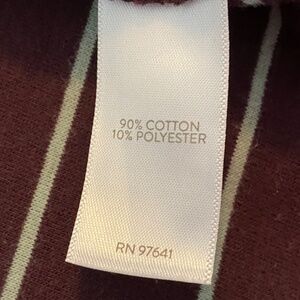 90% COTTON
10% POLYESTER
RN 97641